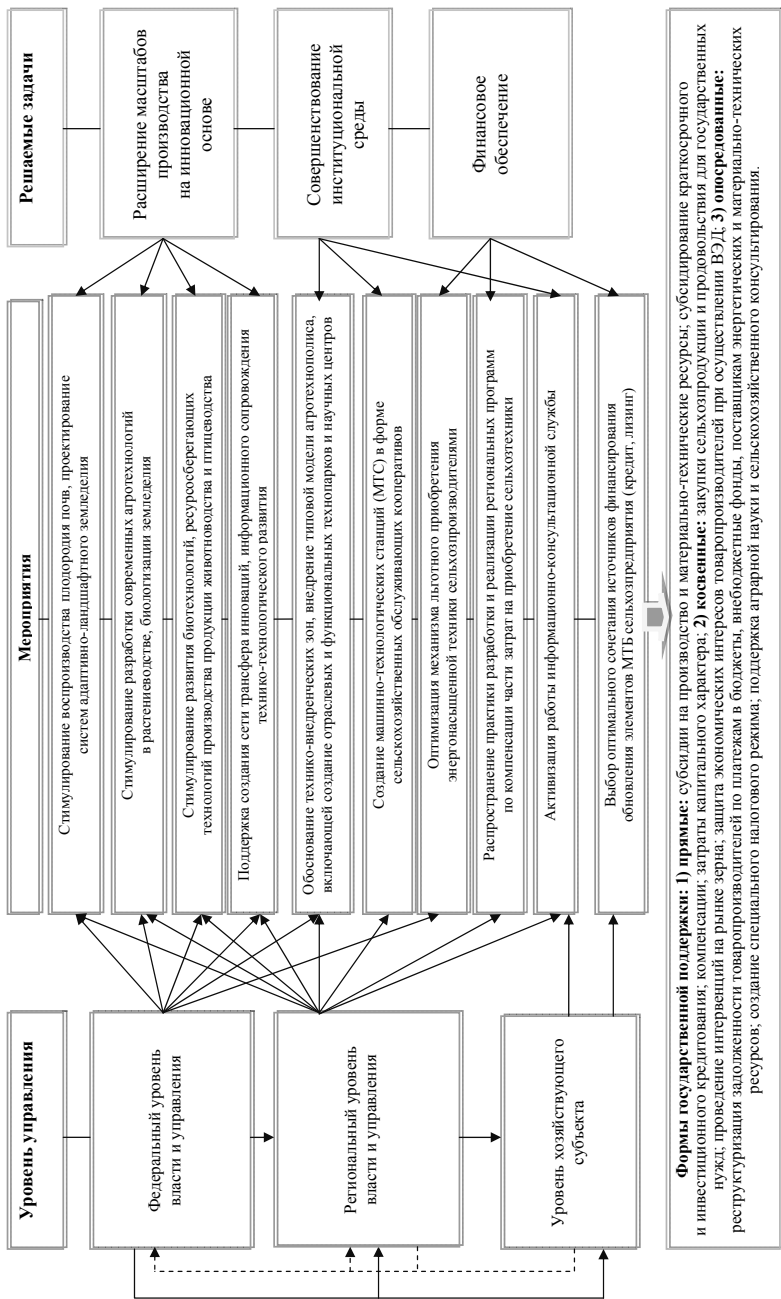 Уровень управления
Федеральный уровень
власти и управления
Региональный уровень
власти и управления
Уровень хозяйствующего
субъекта
Мероприятия
Стимулирование воспроизводства плодородия почв, проектирование
систем адаптивно-ландшафтного земледелия
Стимулирование разработки современных агротехнологий
в растениеводстве, биологизации земледелия
Стимулирование развития биотехнологий, ресурсосберегающих
технологий производства продукции животноводства и птицеводства
Поддержка создания сети трансфера инноваций, информационного сопровождения
технико-технологического развития
Обоснование технико-внедренческих зон, внедрение типовой модели агротехнополиса,
включающей создание отраслевых и функциональных технопарков и научных центров
Создание машинно-технологических станций (МТС) в форме
сельскохозяйственных обслуживающих кооперативов
Оптимизация механизма льготного приобретения
энергонасыщенной техники сельхозпроизводителями
Распространение практики разработки и реализации региональных программ
по компенсации части затрат на приобретение сельхозтехники
Активизация работы информационно-консультационной службы
Выбор оптимального сочетания источников финансирования
обновления элементов МТБ сельхозпредприятия (кредит, лизинг)
Решаемые задачи
Расширение масштабов
производства
на инновационной
основе
Совершенствование
институциональной
среды
Финансовое
обеспечение
Формы государственной поддержки: 1) прямые: субсидии на производство и материально-технические ресурсы; субсидирование краткосрочного
и инвестиционного кредитования; компенсации; затраты капитального характера; 2) косвенные: закупки сельхозпродукции и продовольствия для государственных
нужд; проведение интервенций на рынке зерна; защита экономических интересов товаропроизводителей при осуществлении ВЭД; 3) опосредованные:
реструктуризация задолженности товаропроизводителей по платежам в бюджеты, внебюджетные фонды, поставщикам энергетических и материально-технических
ресурсов; создание специального налогового режима; поддержка аграрной науки и сельскохозяйственного консультирования.